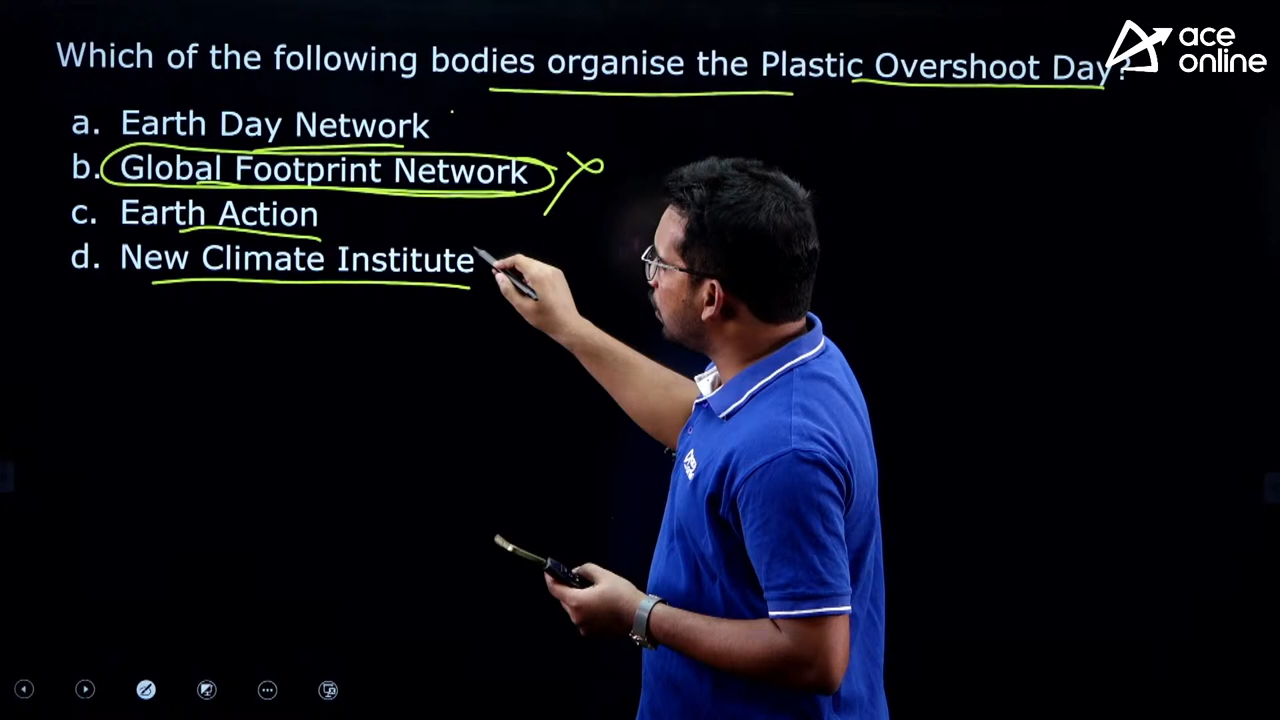 Which of the following bodies organise the Plastic Overshoot Day?
a. Earth Day Network
b. Global Footprint Network
c. Earth Action
d. New Climate Institute
ace
online